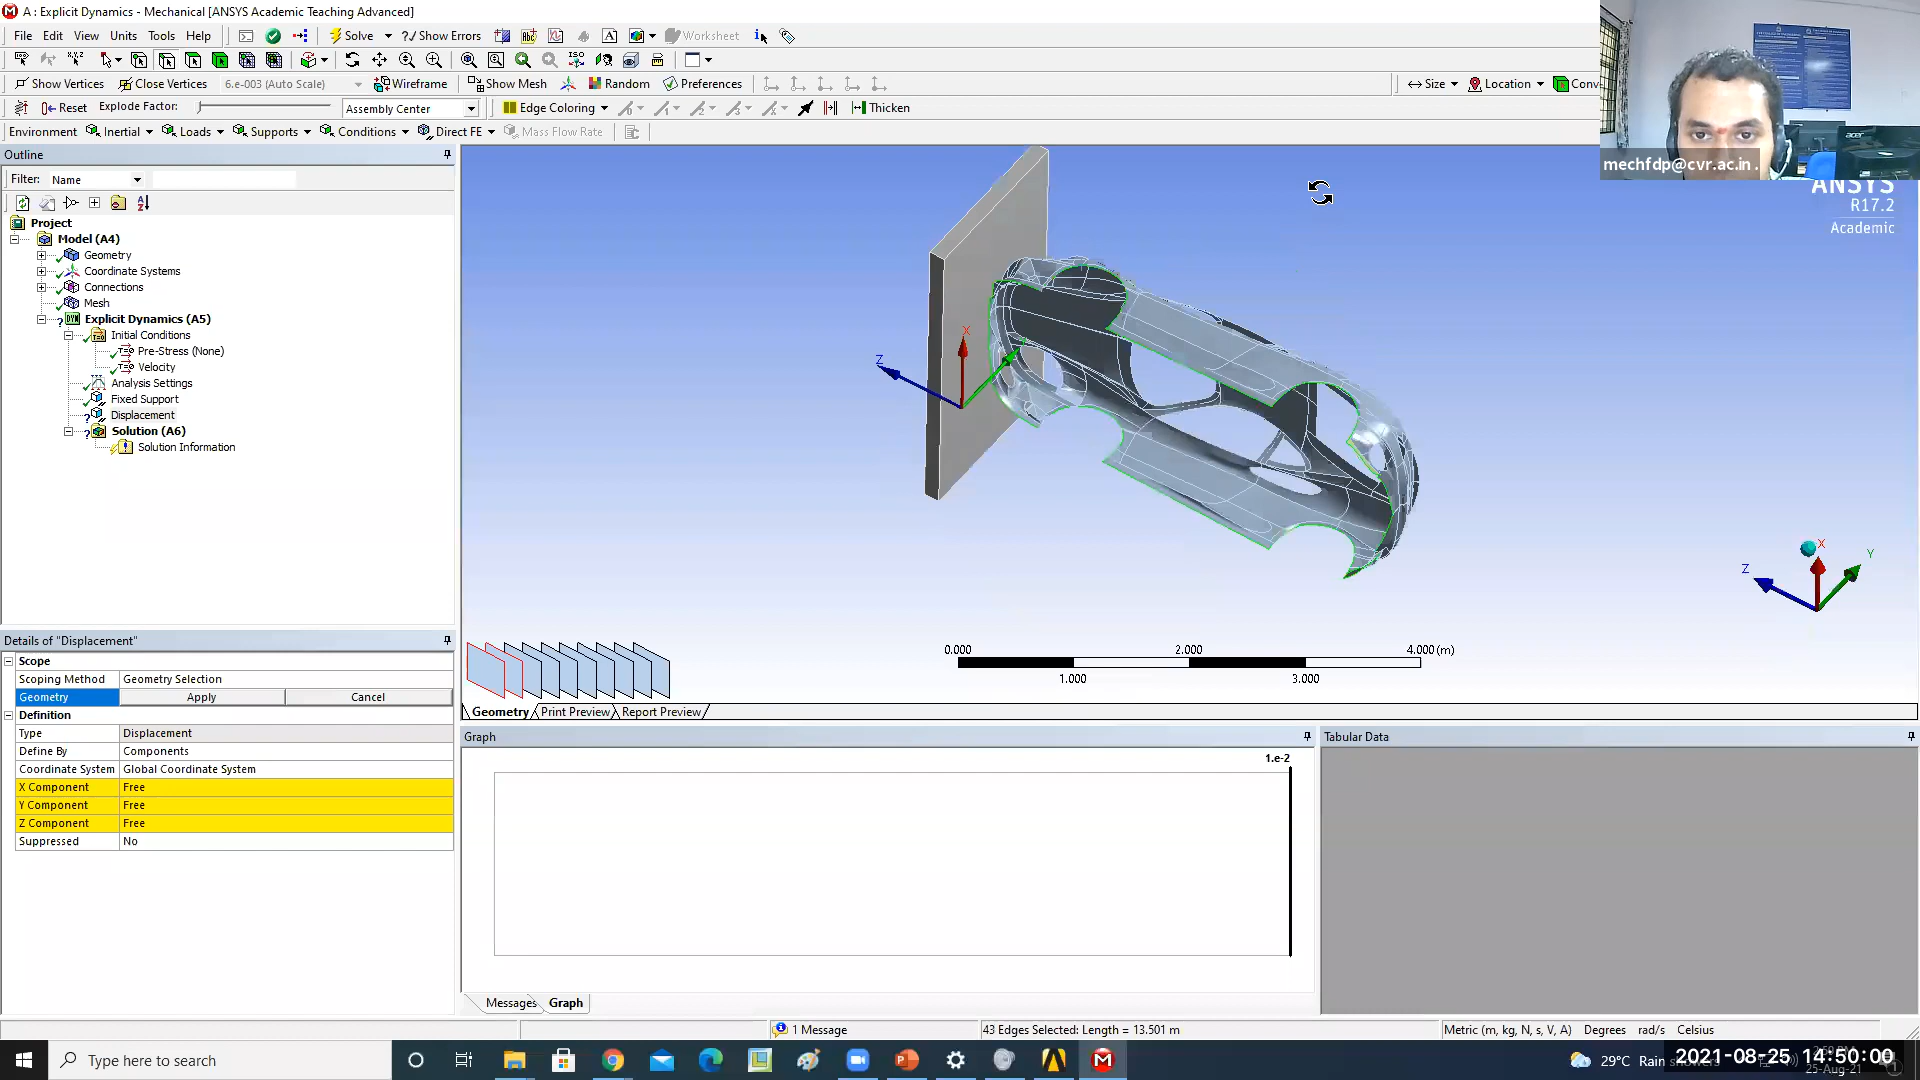 A : Explicit Dynamics - Mechanical [ANSYS Academic Teaching Advanced]
File Edit View Units Tools Help Solve ?/ Show Errors Worksheet
Show Vertices Close Vertices 6.e-003 (Auto Scale) Wireframe Show Mesh Random Preferences Size Location Conv
Reset Explode Factor: Assembly Center Edge Coloring Thicken
Environment Inertial Loads Supports Conditions Direct FE Mass Flow Rate
mechfdp@cvr.ac.in .
Outline
Filter: Name
Project
Model (A4)
Geometry
Coordinate Systems
Connections
Mesh
Explicit Dynamics (A5)
Initial Conditions
Pre-Stress (None)
Velocity
Analysis Settings
Fixed Support
Displacement
Solution (A6)
Solution Information
ANSYS
R17.2
Academic
X
Z
X
Y
Z
0.000 2.000 4.000 (m)
1.000 3.000
Geometry Print Preview Report Preview
Details of "Displacement"
Scope
Scoping Method Geometry Selection
Geometry Apply Cancel
Definition
Type Displacement
Define By Components
Coordinate System Global Coordinate System
X Component Free
Y Component Free
Z Component Free
Suppressed No
Graph
1.e-2
Tabular Data
Messages Graph
1 Message 43 Edges Selected: Length = 13.501 m Metric (m, kg, N, s, V, A) Degrees rad/s Celsius
Type here to search
29°C Rain
2021-08-25 14:50:00
25-Aug-21